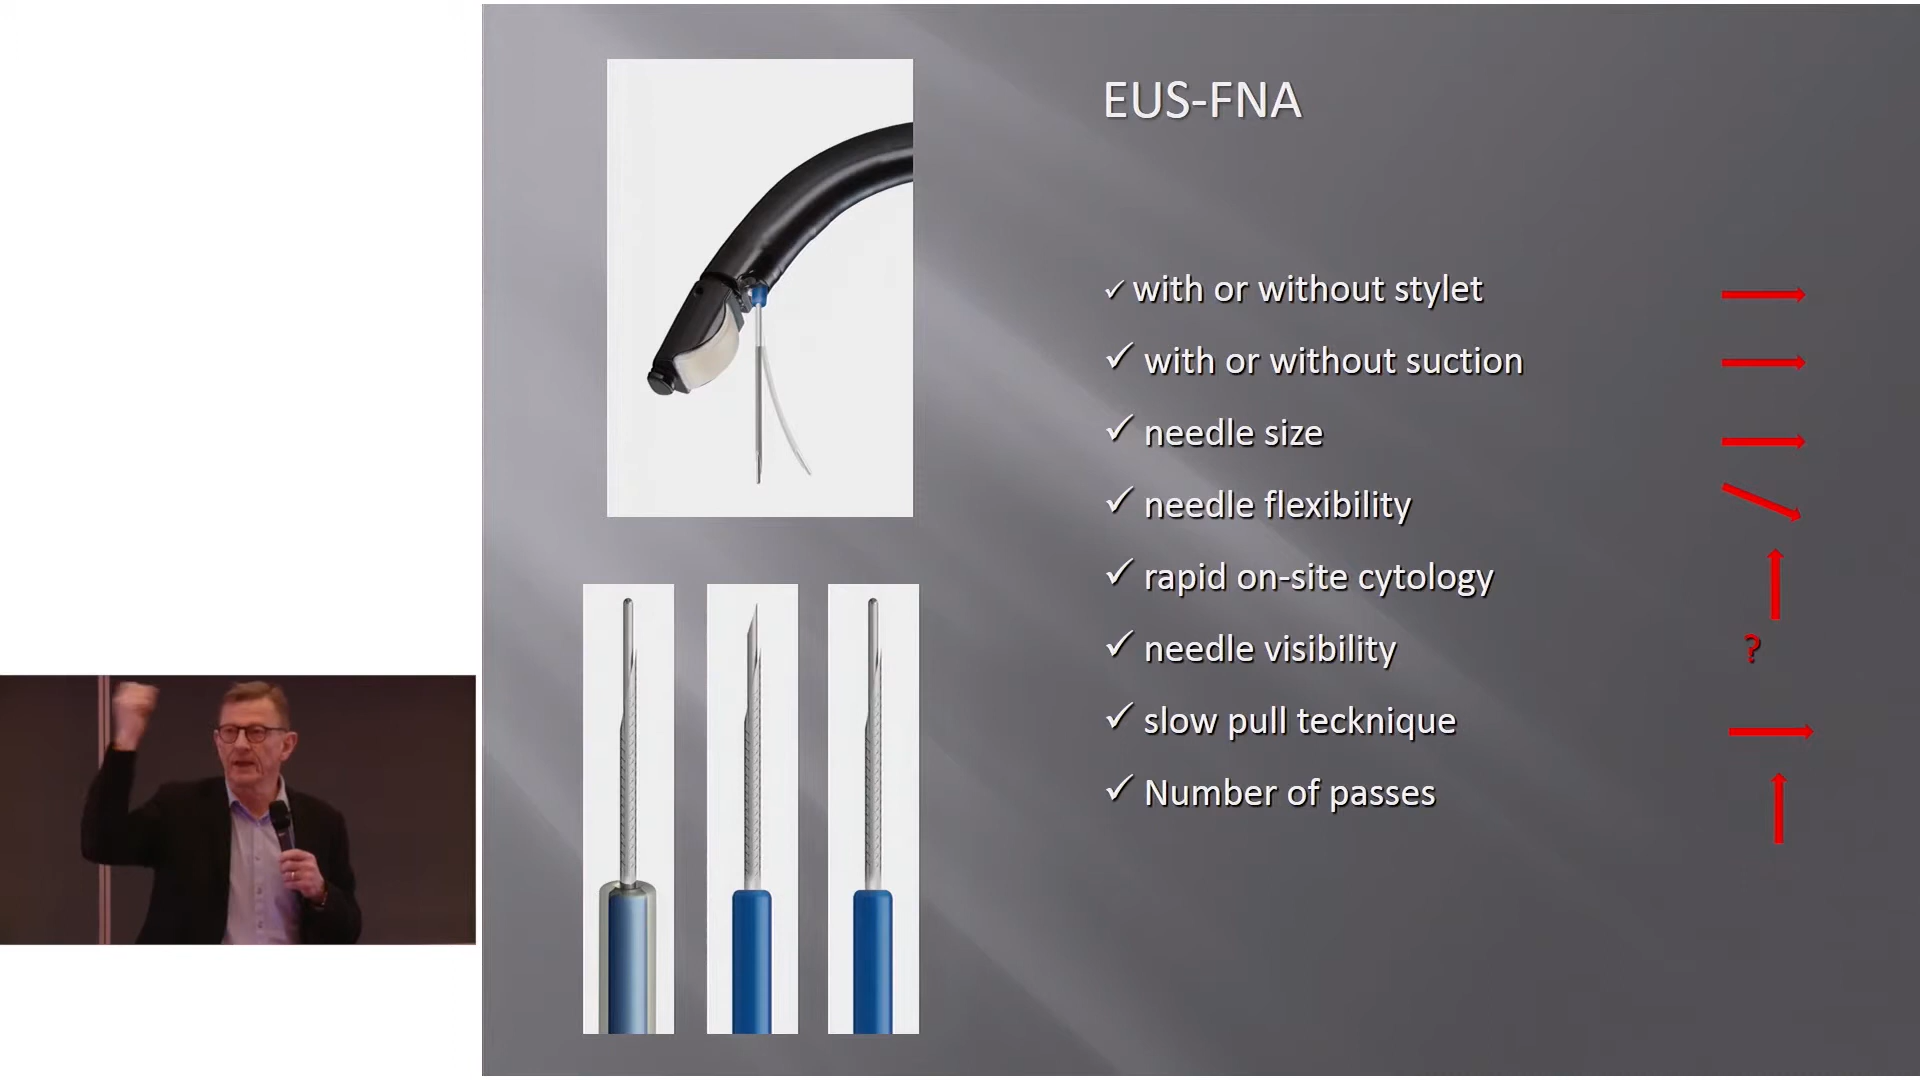 EUS-FNA
✓ with or without stylet
✓ with or without suction
✓ needle size
✓ needle flexibility
✓ rapid on-site cytology
✓ needle visibility ?
✓ slow pull tecknique
✓ Number of passes